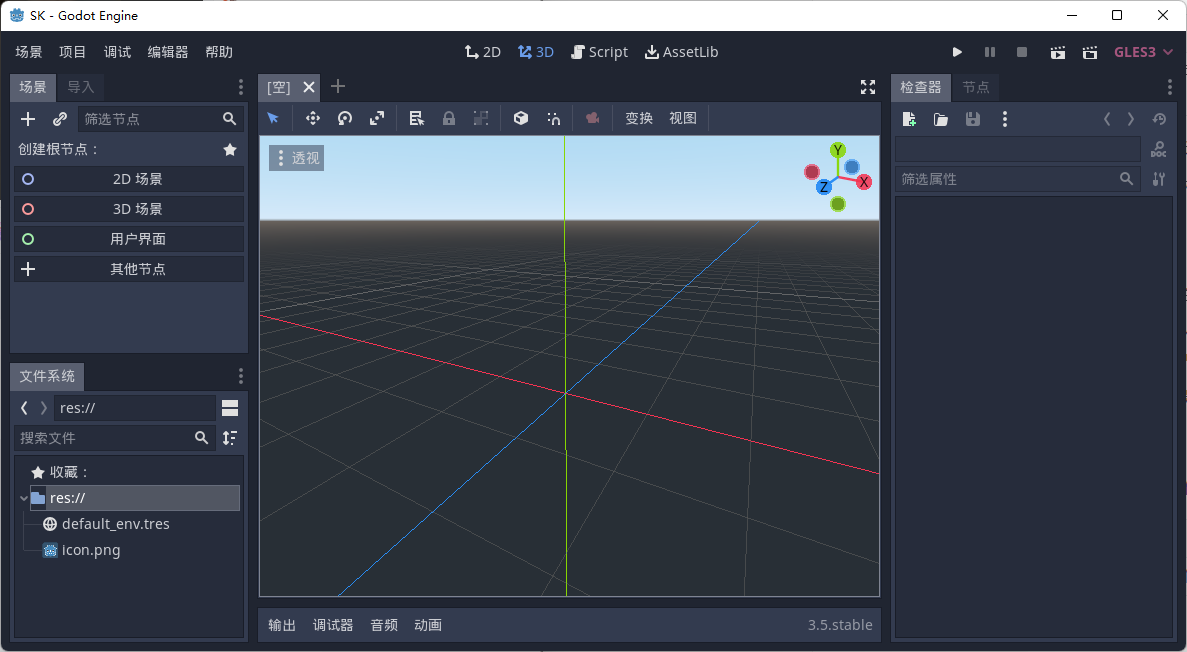 SK - Godot Engine
场景 项目 调试 编辑器 帮助 2D 3D Script AssetLib GLES3
场景 导入
筛选节点
创建根节点：
2D 场景
3D 场景
用户界面
其他节点
文件系统
res://
搜索文件
收藏：
res://
default_env.tres
icon.png
[空]
变换 视图
透视
Y
X
Z
输出 调试器 音频 动画 3.5.stable
检查器 节点
DOC
筛选属性